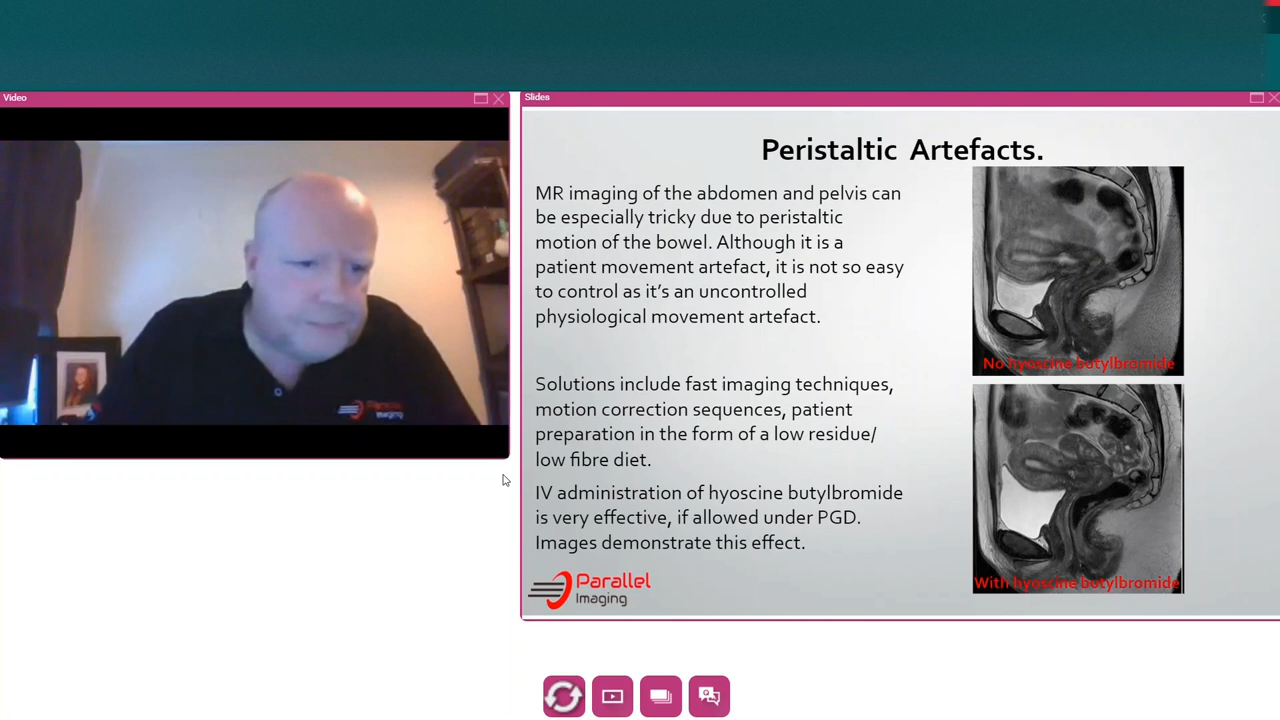 Video
Slides
Peristaltic Artefacts.
MR imaging of the abdomen and pelvis can
be especially tricky due to peristaltic
motion of the bowel. Although it is a
patient movement artefact, it is not so easy
to control as it’s an uncontrolled
physiological movement artefact.
Solutions include fast imaging techniques,
motion correction sequences, patient
preparation in the form of a low residue/
low fibre diet.
IV administration of hyoscine butylbromide
is very effective, if allowed under PGD.
Images demonstrate this effect.
No hyoscine butylbromide
With hyoscine butylbromide
Parallel
Imaging
Parallel
Imaging